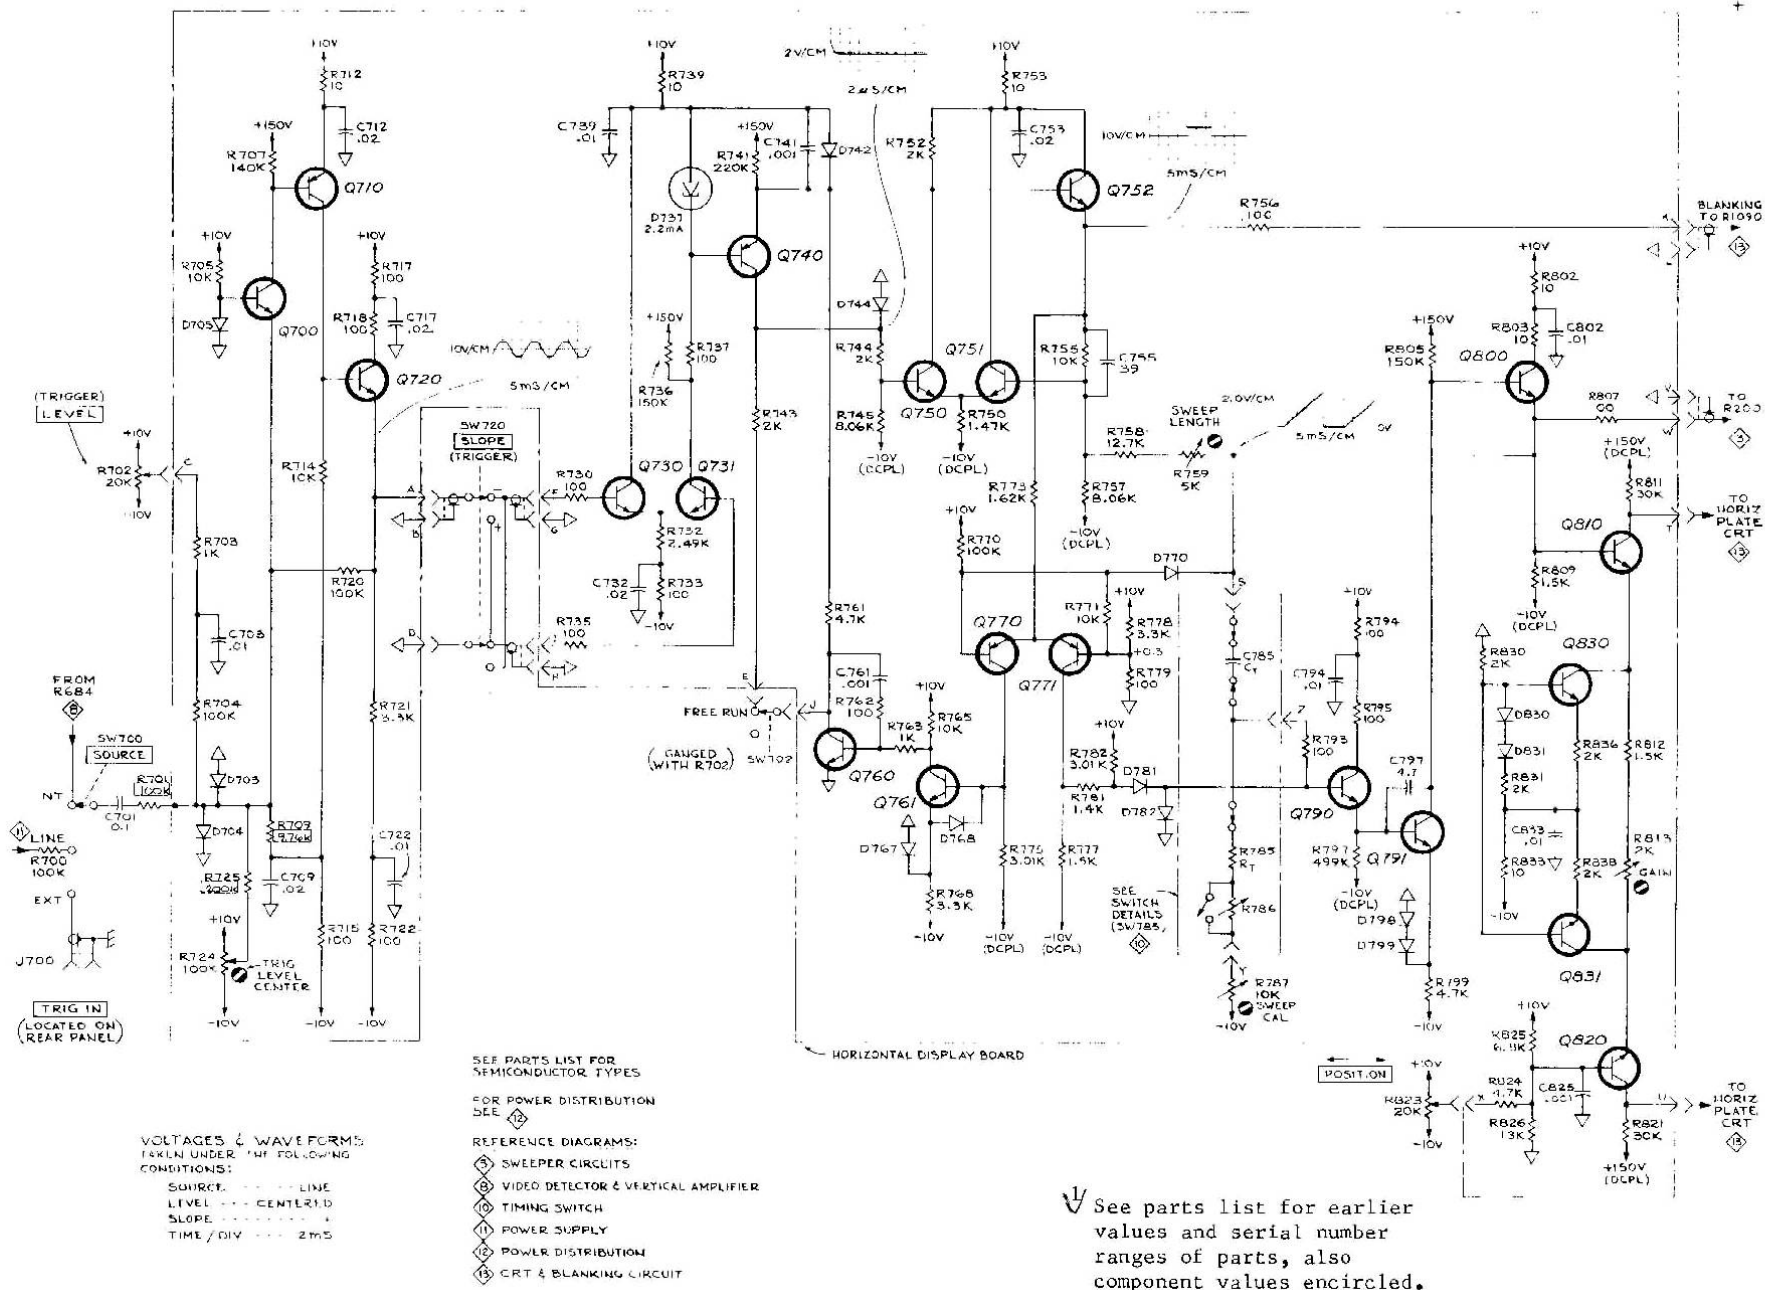 +10V
R712
10
C712
.02
+150V
R707
140K
Q710
+10V
R705
10K
D705
Q700
+10V
R717
100
R718
100
C717
.02
Q720
10V/CM
5mS/CM
(TRIGGER)
LEVEL
+10V
R702
20K
C
R703
1K
C703
.01
R704
100K
R714
10K
R720
100K
R721
3.3K
FROM
R684
8
SW700
SOURCE
INT
C701
0.1
R701
100K
D703
D704
R709
9.76K
C709
.02
C722
.01
11
LINE
R700
100K
EXT
J700
R725
+10V
R724
100K
TRIG
LEVEL
CENTER
-10V
R715
100
-10V
R722
100
-10V
TRIG IN
(LOCATED ON
REAR PANEL)
SW720
SLOPE
(TRIGGER)
A
B
D
-
+
F
G
H
R730
100
R735
100
+10V
R739
10
C739
.01
D737
2.2mA
+150V
R741
220K
C741
.001
D742
Q740
+150V
R736
150K
R737
100
Q730
Q731
R732
2.49K
C732
.02
R733
100
-10V
R743
2K
E
FREE RUN
(GANGED
WITH R702)
SW702
J
R761
4.7K
C761
.001
R762
100
R763
1K
Q760
+10V
R765
10K
Q761
D767
D768
R768
3.3K
-10V
2V/CM
2µS/CM
+10V
R753
10
C753
.02
R752
2K
Q752
10V/CM
5mS/CM
R756
100
K
L
BLANKING
TO R1090
13
D744
R744
2K
R745
8.06K
-10V
(DCPL)
Q750
Q751
R750
1.47K
-10V
(DCPL)
R755
10K
C755
39
R758
12.7K
SWEEP
LENGTH
R759
5K
2.0V/CM
5mS/CM
0V
R773
1.62K
R757
8.06K
-10V
(DCPL)
+10V
R770
100K
D770
Q770
Q771
R771
10K
+10V
R778
3.3K
+0.3
R779
100
R775
3.01K
-10V
(DCPL)
R777
1.5K
-10V
(DCPL)
+10V
R782
3.01K
R781
1.4K
D781
D782
S
C785
CT
Z
R793
100
R785
RT
R786
SEE
SWITCH
DETAILS
(SW785)
10
Y
R787
10K
SWEEP
CAL
-10V
+10V
R794
100
C794
.01
R795
100
Q790
R797
499K
-10V
(DCPL)
C797
4.7
Q791
D798
D799
R799
4.7K
-10V
+150V
R805
150K
+10V
R802
10
R803
10
C802
.01
Q800
R807
V
W
TO
3
+150V
(DCPL)
R811
30K
T
TO
HORIZ
PLATE
CRT
13
Q810
R809
1.5K
-10V
(DCPL)
R830
2K
Q830
D830
D831
R831
2K
C833
.01
R833
10
-10V
R836
2K
R838
2K
R812
1.5K
R813
2K
GAIN
Q831
+10V
R825
6.8K
Q820
POSITION
+10V
R823
20K
-10V
X
R824
4.7K
R826
13K
C825
.001
R821
30K
+150V
(DCPL)
U
TO
HORIZ
PLATE
CRT
13
HORIZONTAL DISPLAY BOARD
VOLTAGES & WAVEFORMS
TAKEN UNDER THE FOLLOWING
CONDITIONS:
SOURCE - - - - - LINE
LEVEL - - - CENTERED
SLOPE - - - - - - - +
TIME/DIV - - - 2mS
SEE PARTS LIST FOR
SEMICONDUCTOR TYPES
FOR POWER DISTRIBUTION
SEE 12
REFERENCE DIAGRAMS:
3 SWEEPER CIRCUITS
8 VIDEO DETECTOR & VERTICAL AMPLIFIER
10 TIMING SWITCH
11 POWER SUPPLY
12 POWER DISTRIBUTION
13 CRT & BLANKING CIRCUIT
1/ See parts list for earlier
values and serial number
ranges of parts, also
component values encircled.